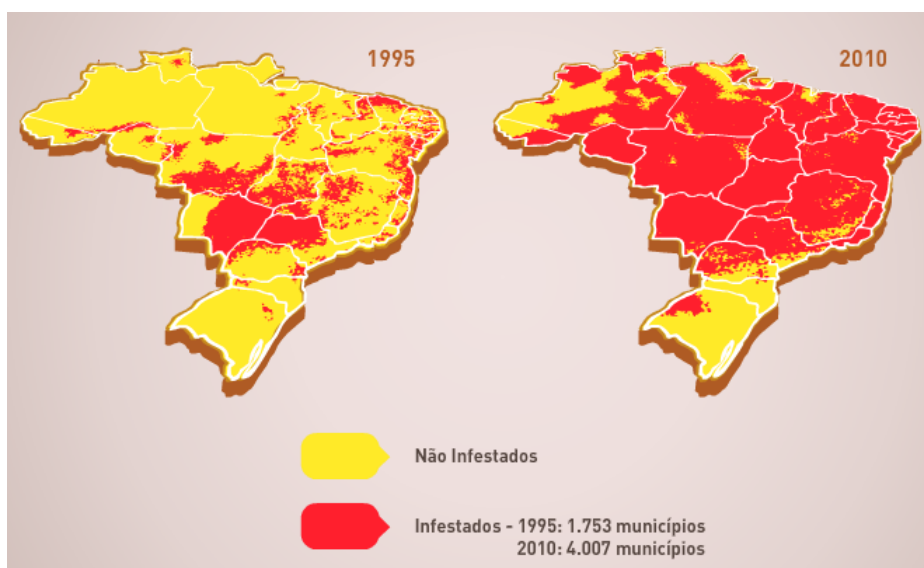 1995
2010
Não Infestados
Infestados - 1995: 1.753 municípios
2010: 4.007 municípios